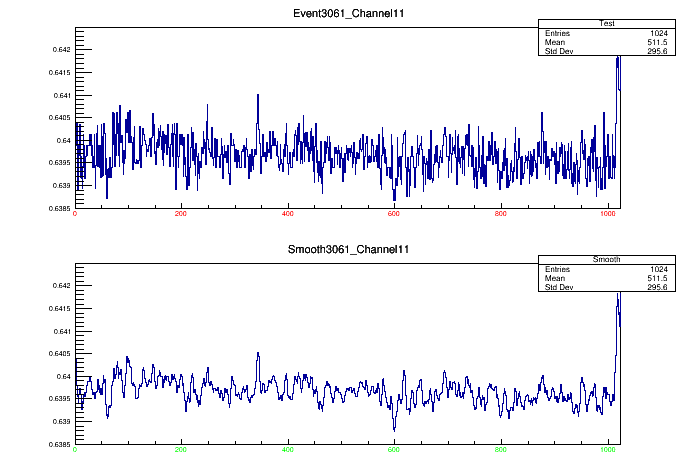 Event3061_Channel11
Test
Entries 1024
Mean 511.5
Std Dev 295.6
0.642
0.6415
0.641
0.6405
0.64
0.6395
0.639
0.6385
0 200 400 600 800 1000
Smooth3061_Channel11
Smooth
Entries 1024
Mean 511.5
Std Dev 295.6
0.642
0.6415
0.641
0.6405
0.64
0.6395
0.639
0.6385
0 200 400 600 800 1000